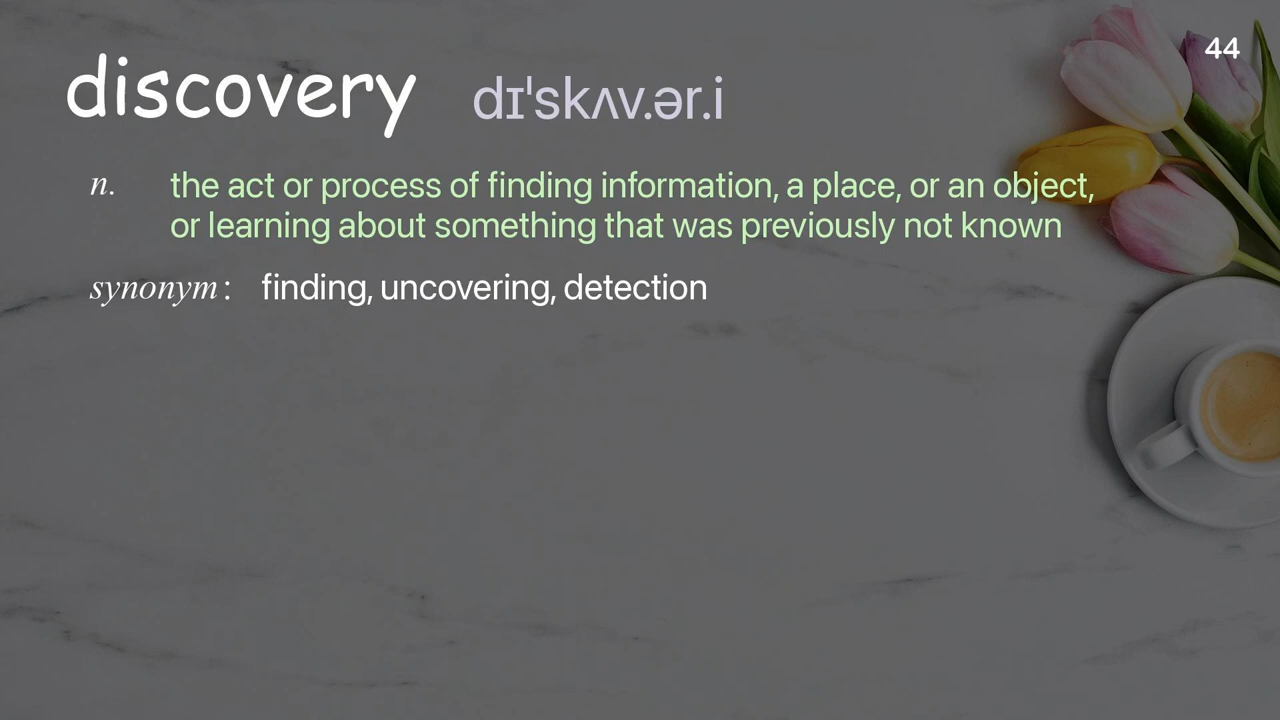 44
discovery dɪˈskʌv.ər.i
n. the act or process of finding information, a place, or an object,
or learning about something that was previously not known
synonym: finding, uncovering, detection